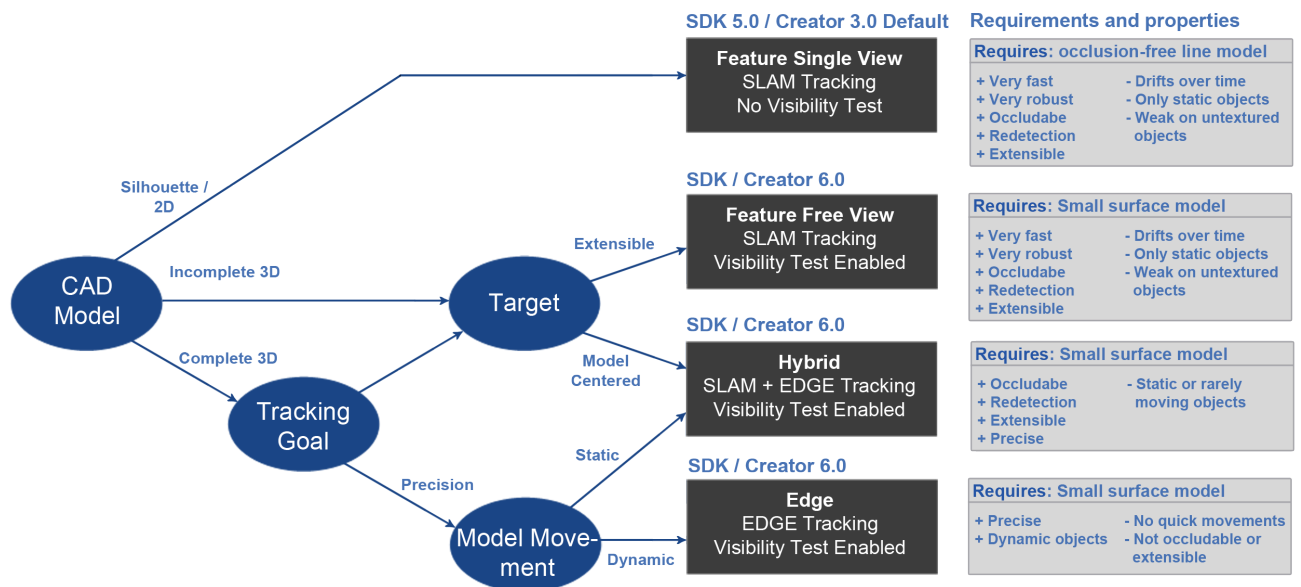 SDK 5.0 / Creator 3.0 Default
Feature Single View
SLAM Tracking
No Visibility Test
Requirements and properties
Requires: occlusion-free line model
+ Very fast
+ Very robust
+ Occludabe
+ Redetection
+ Extensible
- Drifts over time
- Only static objects
- Weak on untextured
objects
Silhouette /
2D
SDK / Creator 6.0
Feature Free View
SLAM Tracking
Visibility Test Enabled
Requires: Small surface model
+ Very fast
+ Very robust
+ Occludabe
+ Redetection
+ Extensible
- Drifts over time
- Only static objects
- Weak on untextured
objects
Extensible
CAD
Model
Incomplete 3D
Target
Complete 3D
Model
Centered
SDK / Creator 6.0
Hybrid
SLAM + EDGE Tracking
Visibility Test Enabled
Requires: Small surface model
+ Occludabe
+ Redetection
+ Extensible
+ Precise
- Static or rarely
moving objects
Tracking
Goal
Precision
Static
Model Move-
ment
Dynamic
SDK / Creator 6.0
Edge
EDGE Tracking
Visibility Test Enabled
Requires: Small surface model
+ Precise
+ Dynamic objects
- No quick movements
- Not occludable or
extensible